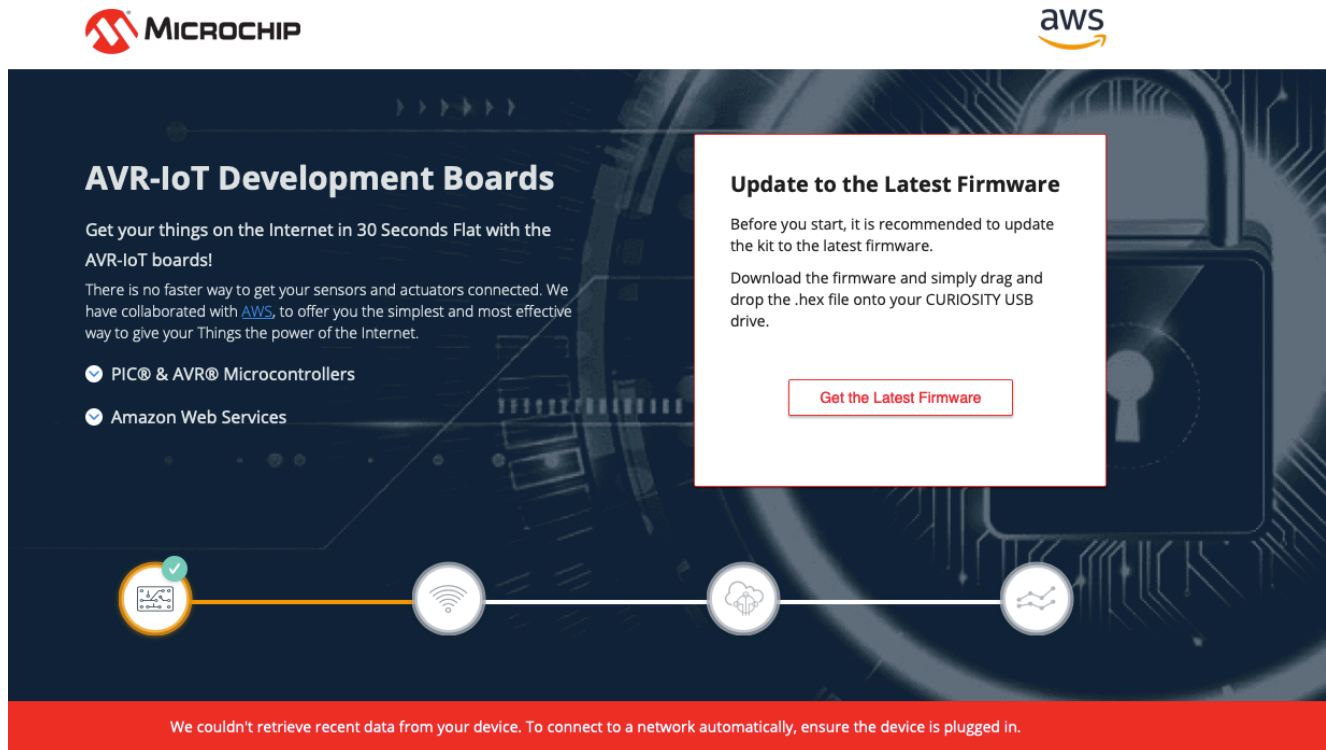 MICROCHIP
aws
AVR-IoT Development Boards
Get your things on the Internet in 30 Seconds Flat with the
AVR-IoT boards!
There is no faster way to get your sensors and actuators connected. We
have collaborated with AWS, to offer you the simplest and most effective
way to give your Things the power of the Internet.
PIC® & AVR® Microcontrollers
Amazon Web Services
Update to the Latest Firmware
Before you start, it is recommended to update
the kit to the latest firmware.
Download the firmware and simply drag and
drop the .hex file onto your CURIOSITY USB
drive.
Get the Latest Firmware
We couldn't retrieve recent data from your device. To connect to a network automatically, ensure the device is plugged in.